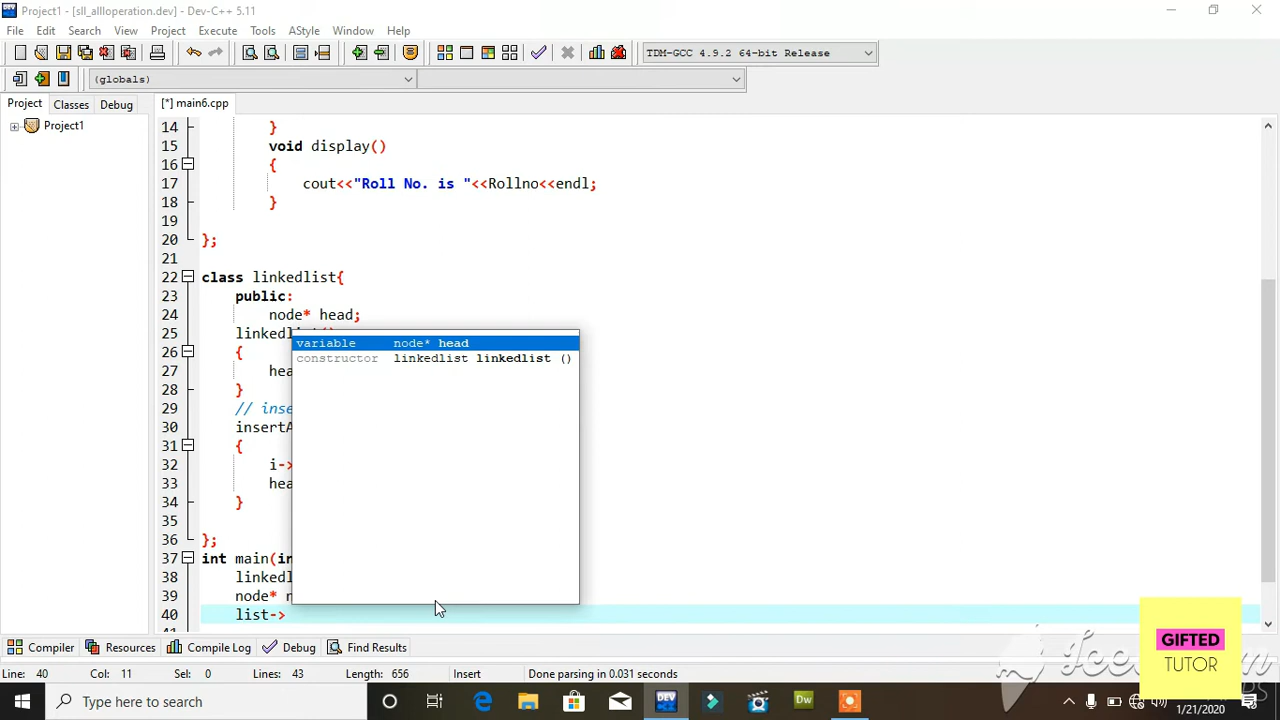 Project1 - [sll_allloperation.dev] - Dev-C++ 5.11
File Edit Search View Project Execute Tools AStyle Window Help
TDM-GCC 4.9.2 64-bit Release
(globals)
Project Classes Debug [*] main6.cpp
Project1
14 }
15 void display()
16 {
17 cout<<"Roll No. is "<<Rollno<<endl;
18 }
19
20 };
21
22 class linkedlist{
23 public:
24 node* head;
25 linkedlist()
variable node* head
26 {
constructor linkedlist linkedlist ()
27 hea
28 }
29 // inse
30 insertA
31 {
32 i->
33 hea
34 }
35
36 };
37 int main(in
38 linkedl
39 node* n
40 list->
Compiler Resources Compile Log Debug Find Results
Line: 40 Col: 11 Sel: 0 Lines: 43 Length: 656 Insert Done parsing in 0.031 seconds
GIFTED
TUTOR
Type here to search
DEV
Dw
1/21/2020